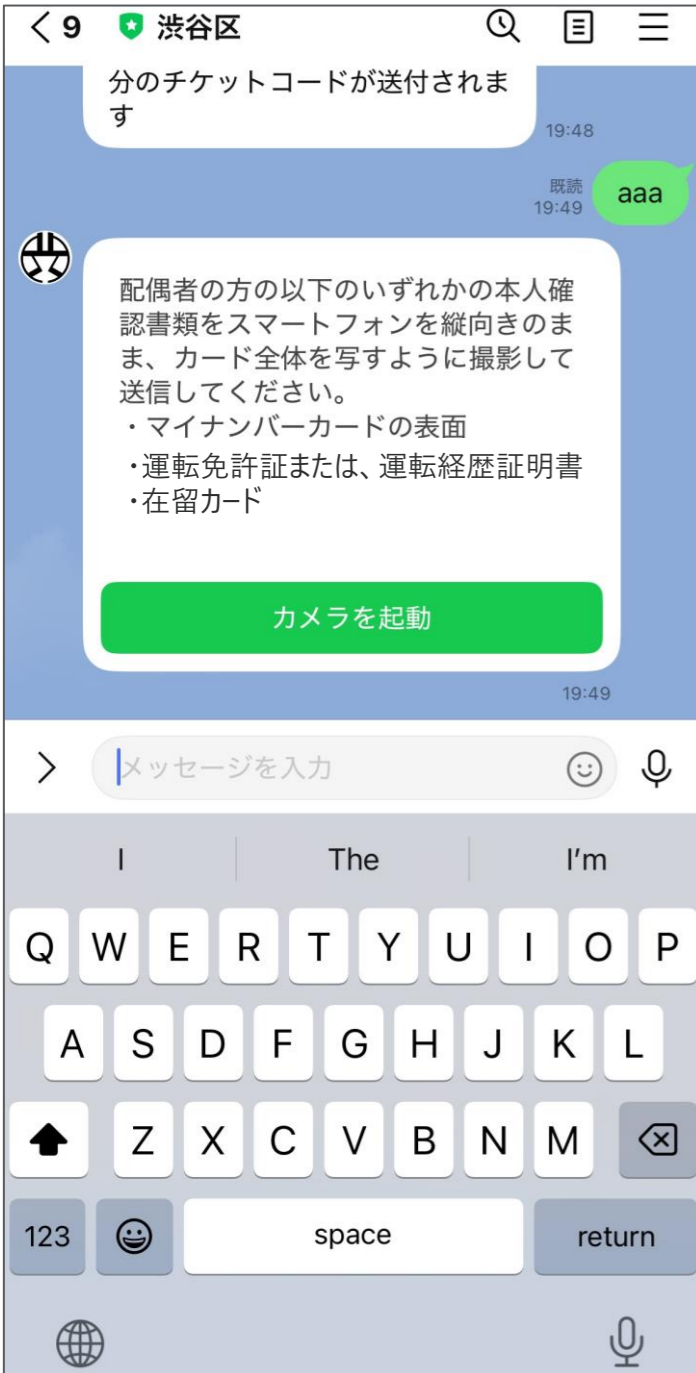 9 渋谷区
分のチケットコードが送付されま
す
19:48
既読
19:49
aaa
配偶者の方の以下のいずれかの本人確
認書類をスマートフォンを縦向きのま
ま、カード全体を写すように撮影して
送信してください。
・マイナンバーカードの表面
・運転免許証または、運転経歴証明書
・在留カード
カメラを起動
19:49
メッセージを入力
I The I'm
Q W E R T Y U I O P
A S D F G H J K L
Z X C V B N M
123 space return